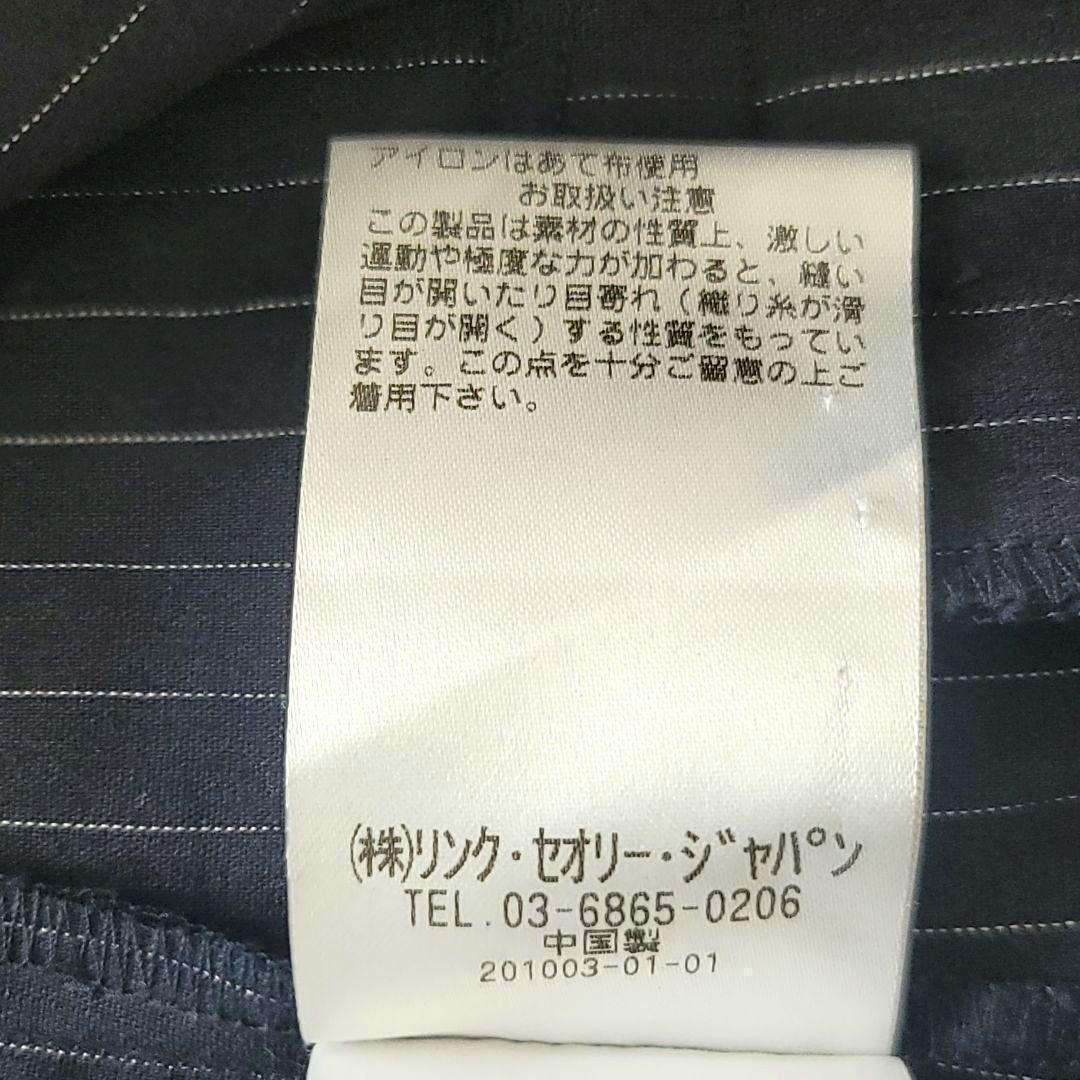 アイロンはあて布使用
お取扱い注意
この製品は素材の性質上、激しい
運動や極度な力が加わると、縫い
目が開いたり目寄れ（織り糸が滑
り目が開く）する性質をもってい
ます。この点を十分ご留意の上ご
着用下さい。
(株)リンク・セオリー・ジャパン
TEL.03-6865-0206
中国製
201003-01-01